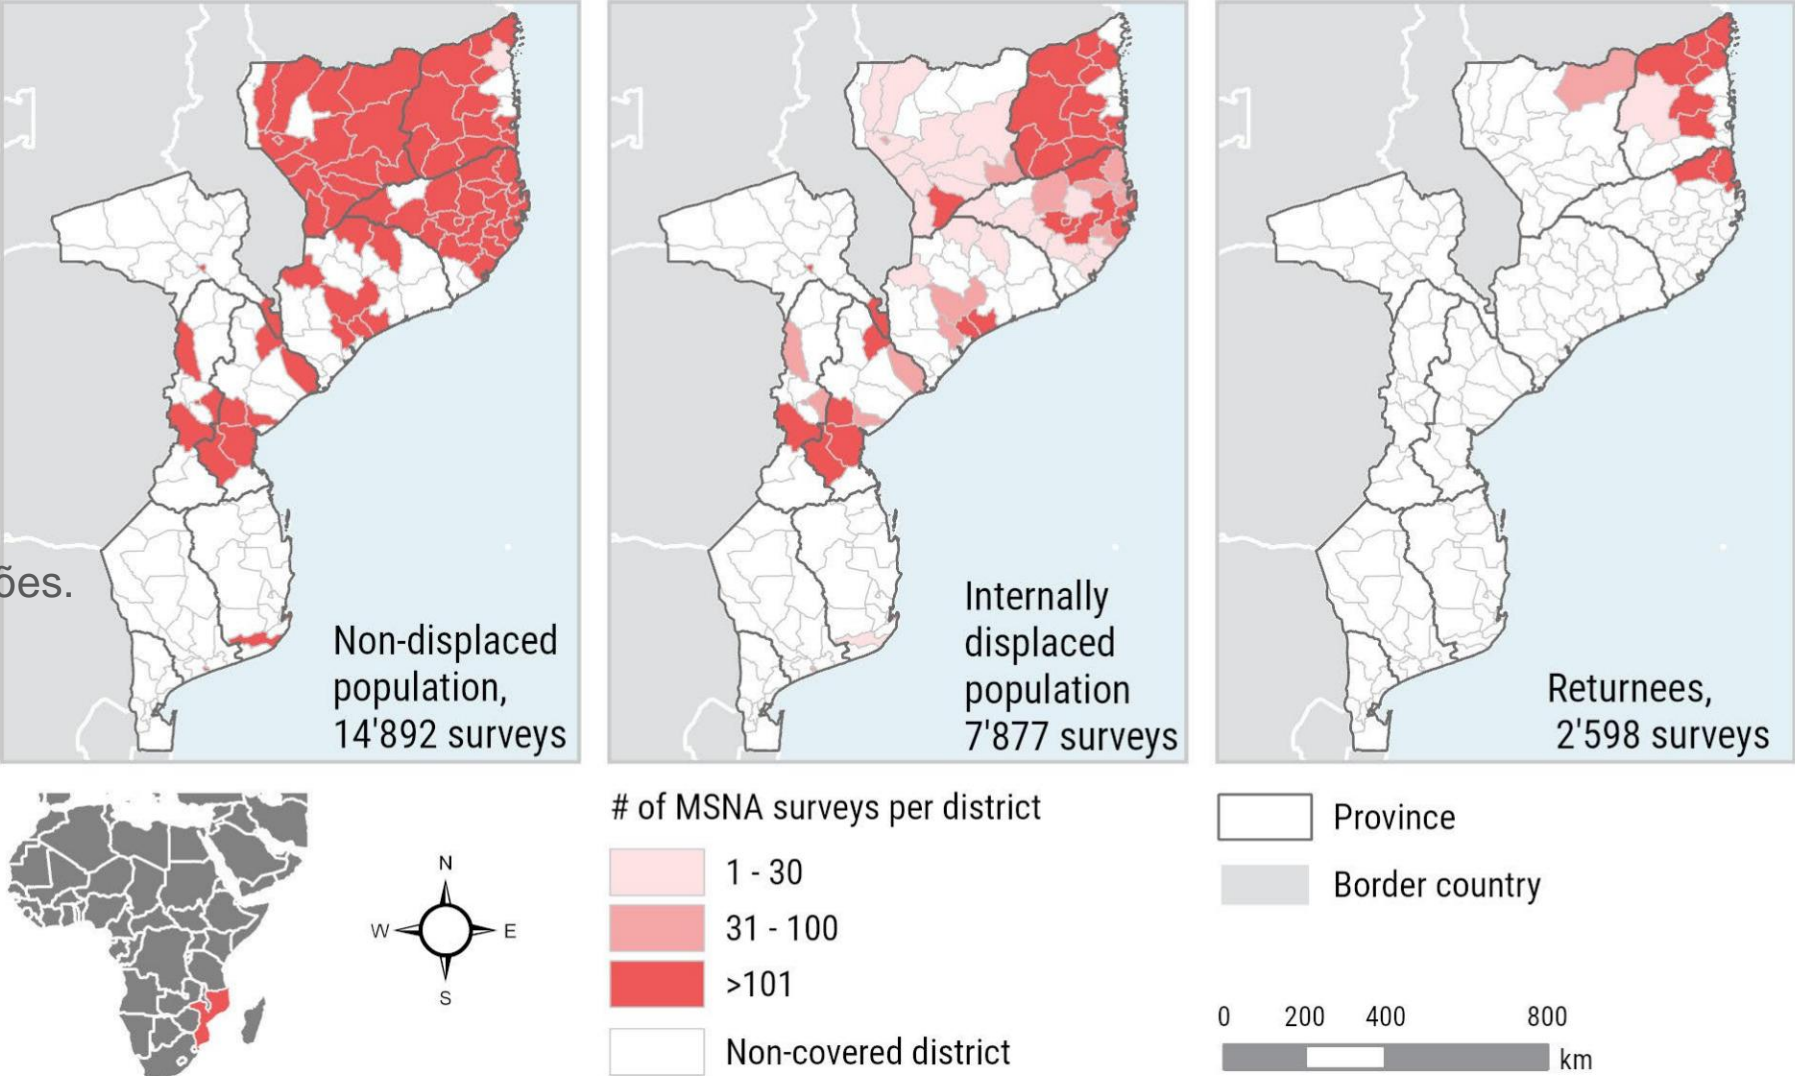 ões.
Non-displaced
population,
14'892 surveys
Internally
displaced
population
7'877 surveys
Returnees,
2'598 surveys
N
W
E
S
# of MSNA surveys per district
1 - 30
31 - 100
>101
Non-covered district
Province
Border country
0 200 400 800
km